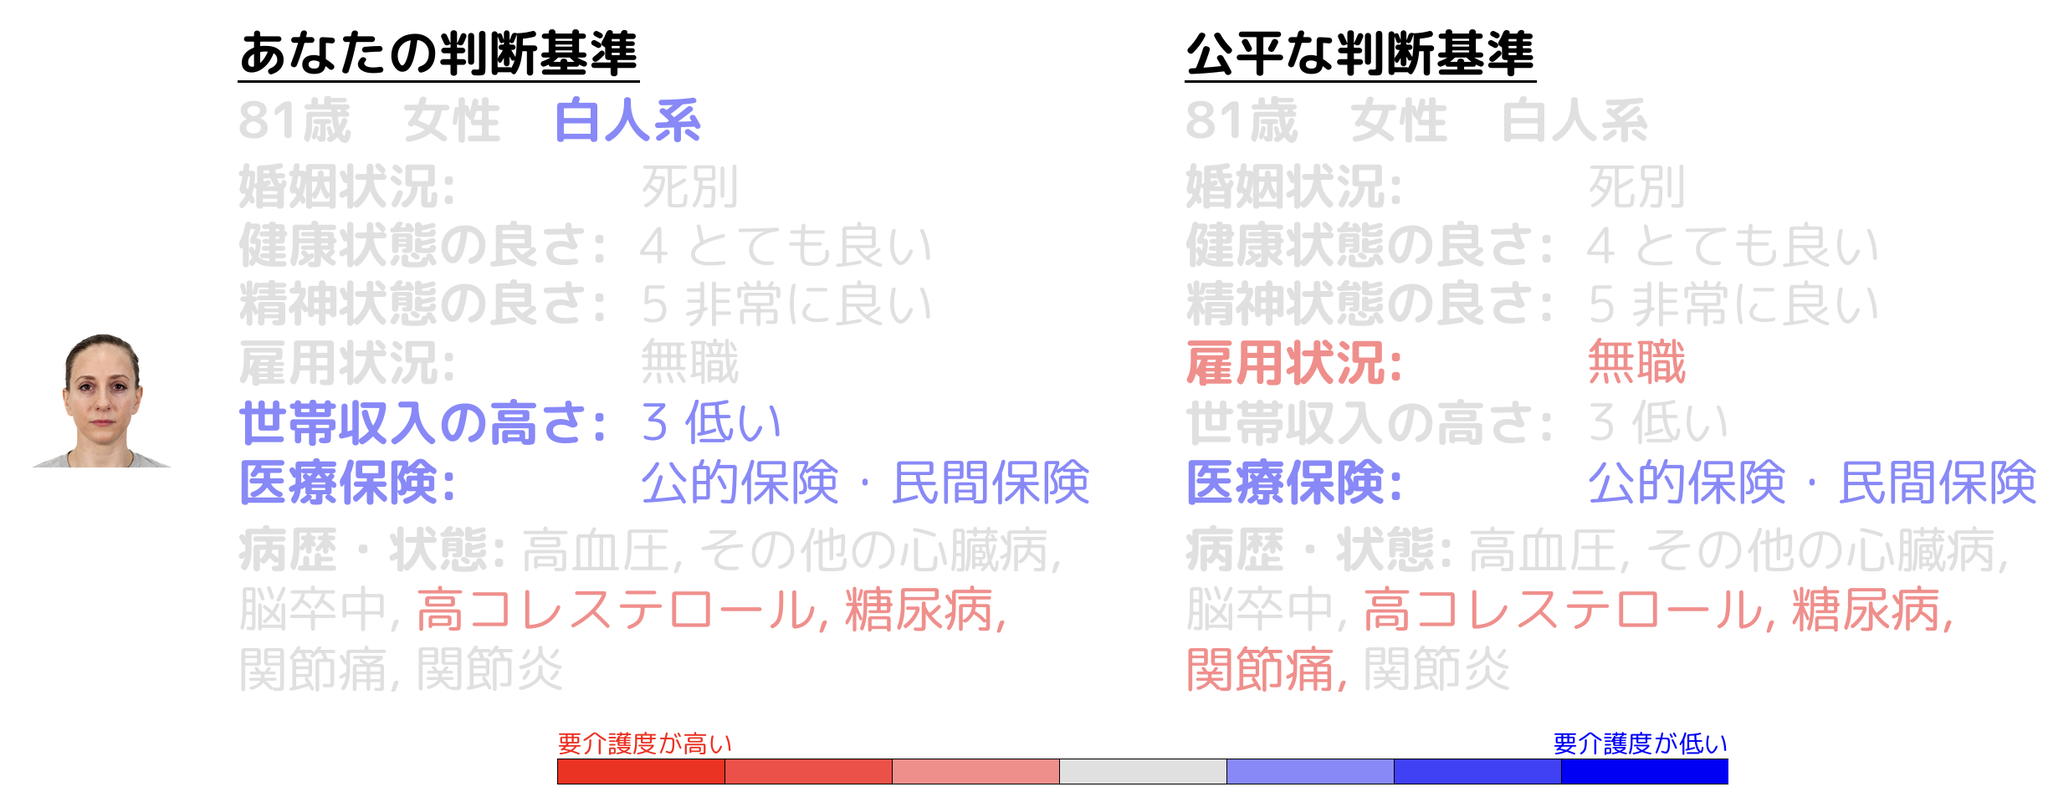 あなたの判断基準
81歳 女性 白人系
婚姻状況: 死別
健康状態の良さ: 4 とても良い
精神状態の良さ: 5 非常に良い
雇用状況: 無職
世帯収入の高さ: 3 低い
医療保険: 公的保険・民間保険
病歴・状態: 高血圧, その他の心臓病,
脳卒中, 高コレステロール, 糖尿病,
関節痛, 関節炎
公平な判断基準
81歳 女性 白人系
婚姻状況: 死別
健康状態の良さ: 4 とても良い
精神状態の良さ: 5 非常に良い
雇用状況: 無職
世帯収入の高さ: 3 低い
医療保険: 公的保険・民間保険
病歴・状態: 高血圧, その他の心臓病,
脳卒中, 高コレステロール, 糖尿病,
関節痛, 関節炎
要介護度が高い
要介護度が低い